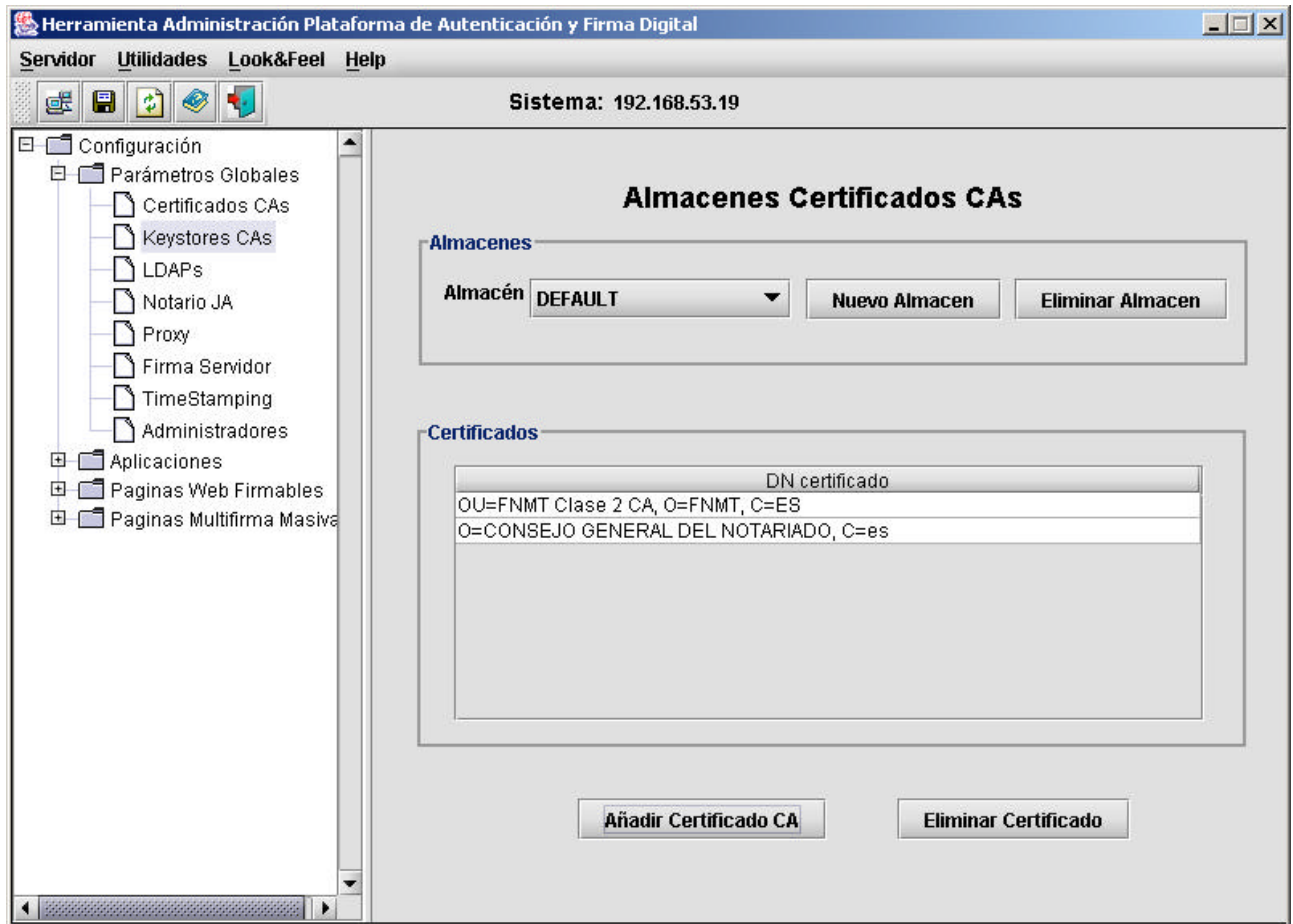 Herramienta Administración Plataforma de Autenticación y Firma Digital
Servidor Utilidades Look&Feel Help
Sistema: 192.168.53.19
Configuración
Parámetros Globales
Certificados CAs
Keystores CAs
LDAPs
Notario JA
Proxy
Firma Servidor
TimeStamping
Administradores
Aplicaciones
Paginas Web Firmables
Paginas Multifirma Masiva
Almacenes Certificados CAs
Almacenes
Almacén DEFAULT Nuevo Almacen Eliminar Almacen
Certificados
DN certificado
OU=FNMT Clase 2 CA, O=FNMT, C=ES
O=CONSEJO GENERAL DEL NOTARIADO, C=es
Añadir Certificado CA Eliminar Certificado